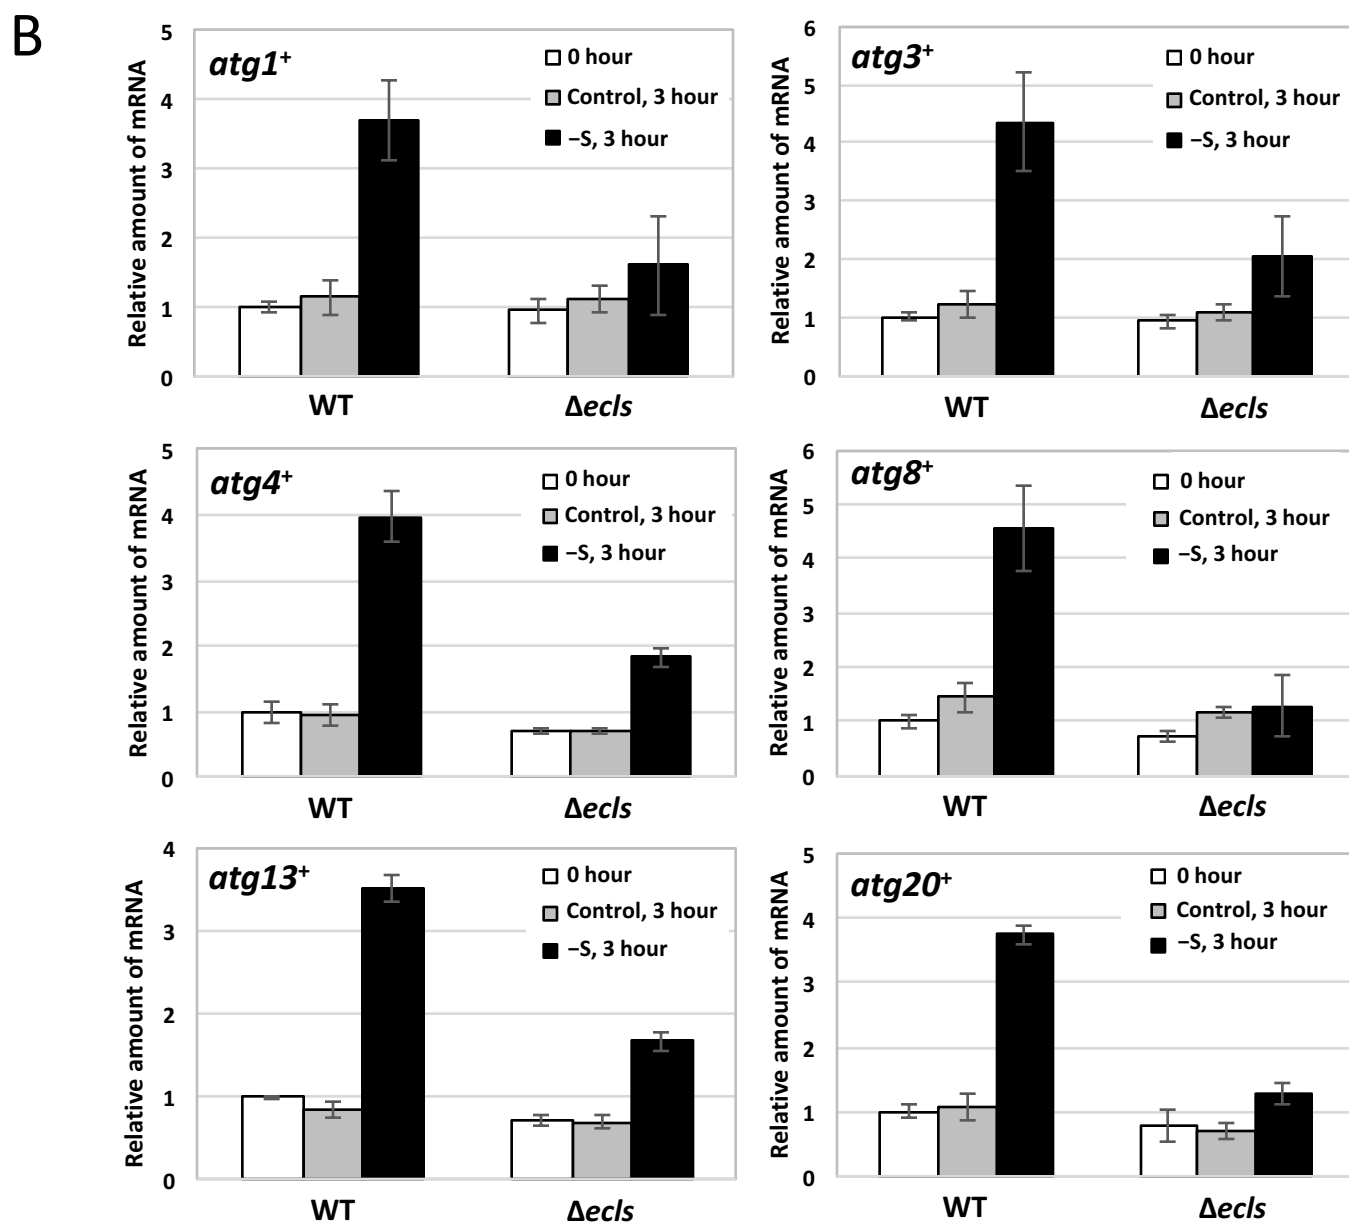 B
atg1+
0 hour
Control, 3 hour
−S, 3 hour
Relative amount of mRNA
5
4
3
2
1
0
WT
Δecls
atg3+
0 hour
Control, 3 hour
−S, 3 hour
Relative amount of mRNA
6
5
4
3
2
1
0
WT
Δecls
atg4+
0 hour
Control, 3 hour
−S, 3 hour
Relative amount of mRNA
5
4
3
2
1
0
WT
Δecls
atg8+
0 hour
Control, 3 hour
−S, 3 hour
Relative amount of mRNA
6
5
4
3
2
1
0
WT
Δecls
atg13+
0 hour
Control, 3 hour
−S, 3 hour
Relative amount of mRNA
4
3
2
1
0
WT
Δecls
atg20+
0 hour
Control, 3 hour
−S, 3 hour
Relative amount of mRNA
5
4
3
2
1
0
WT
Δecls